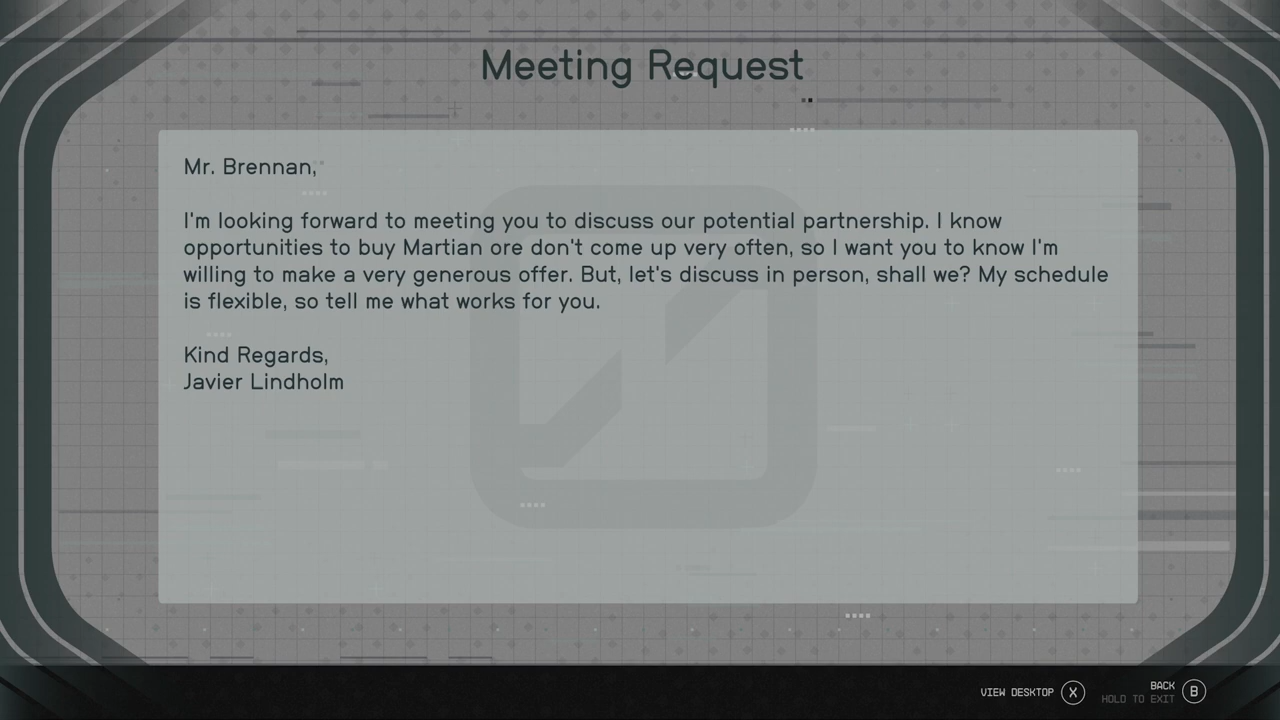 Meeting Request
Mr. Brennan,
I'm looking forward to meeting you to discuss our potential partnership. I know
opportunities to buy Martian ore don't come up very often, so I want you to know I'm
willing to make a very generous offer. But, let's discuss in person, shall we? My schedule
is flexible, so tell me what works for you.
Kind Regards,
Javier Lindholm
VIEW DESKTOP X
BACK B
HOLD TO EXIT